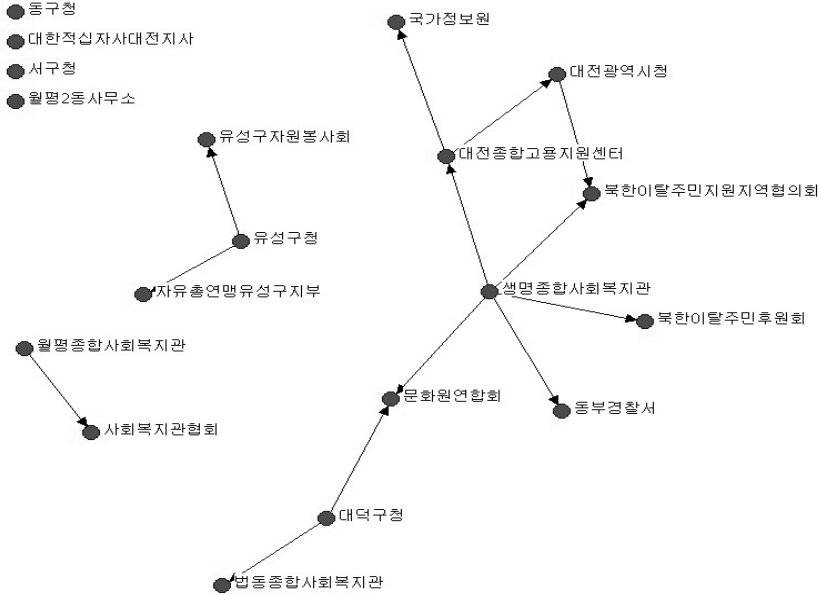 동구청
대한적십자사대전지사
서구청
월평2동사무소
국가정보원
대전광역시청
유성구자원봉사회
대전종합고용지원센터
북한이탈주민지원지역협의회
유성구청
자유총연맹유성구지부
생명종합사회복지관
북한이탈주민후원회
월평종합사회복지관
문화원연합회
동부경찰서
사회복지관협회
대덕구청
법동종합사회복지관